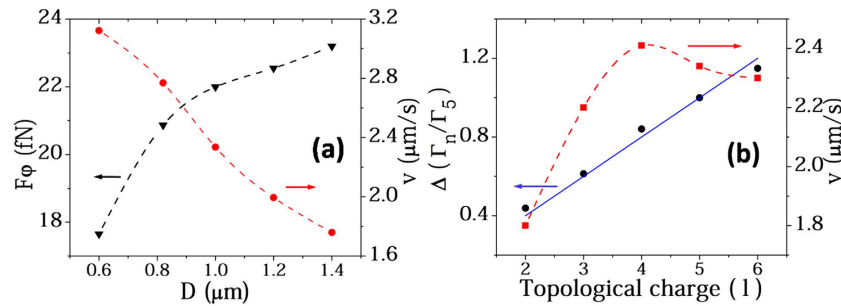 24
22
20
18
Fφ (fN)
(a)
3.2
2.8
2.4
2.0
1.6
v (μm/s)
0.6 0.8 1.0 1.2 1.4
D (μm)
1.2
0.8
0.4
Δ (Γn/Γ5)
(b)
2.4
2.2
2.0
1.8
v (μm/s)
2 3 4 5 6
Topological charge (l)